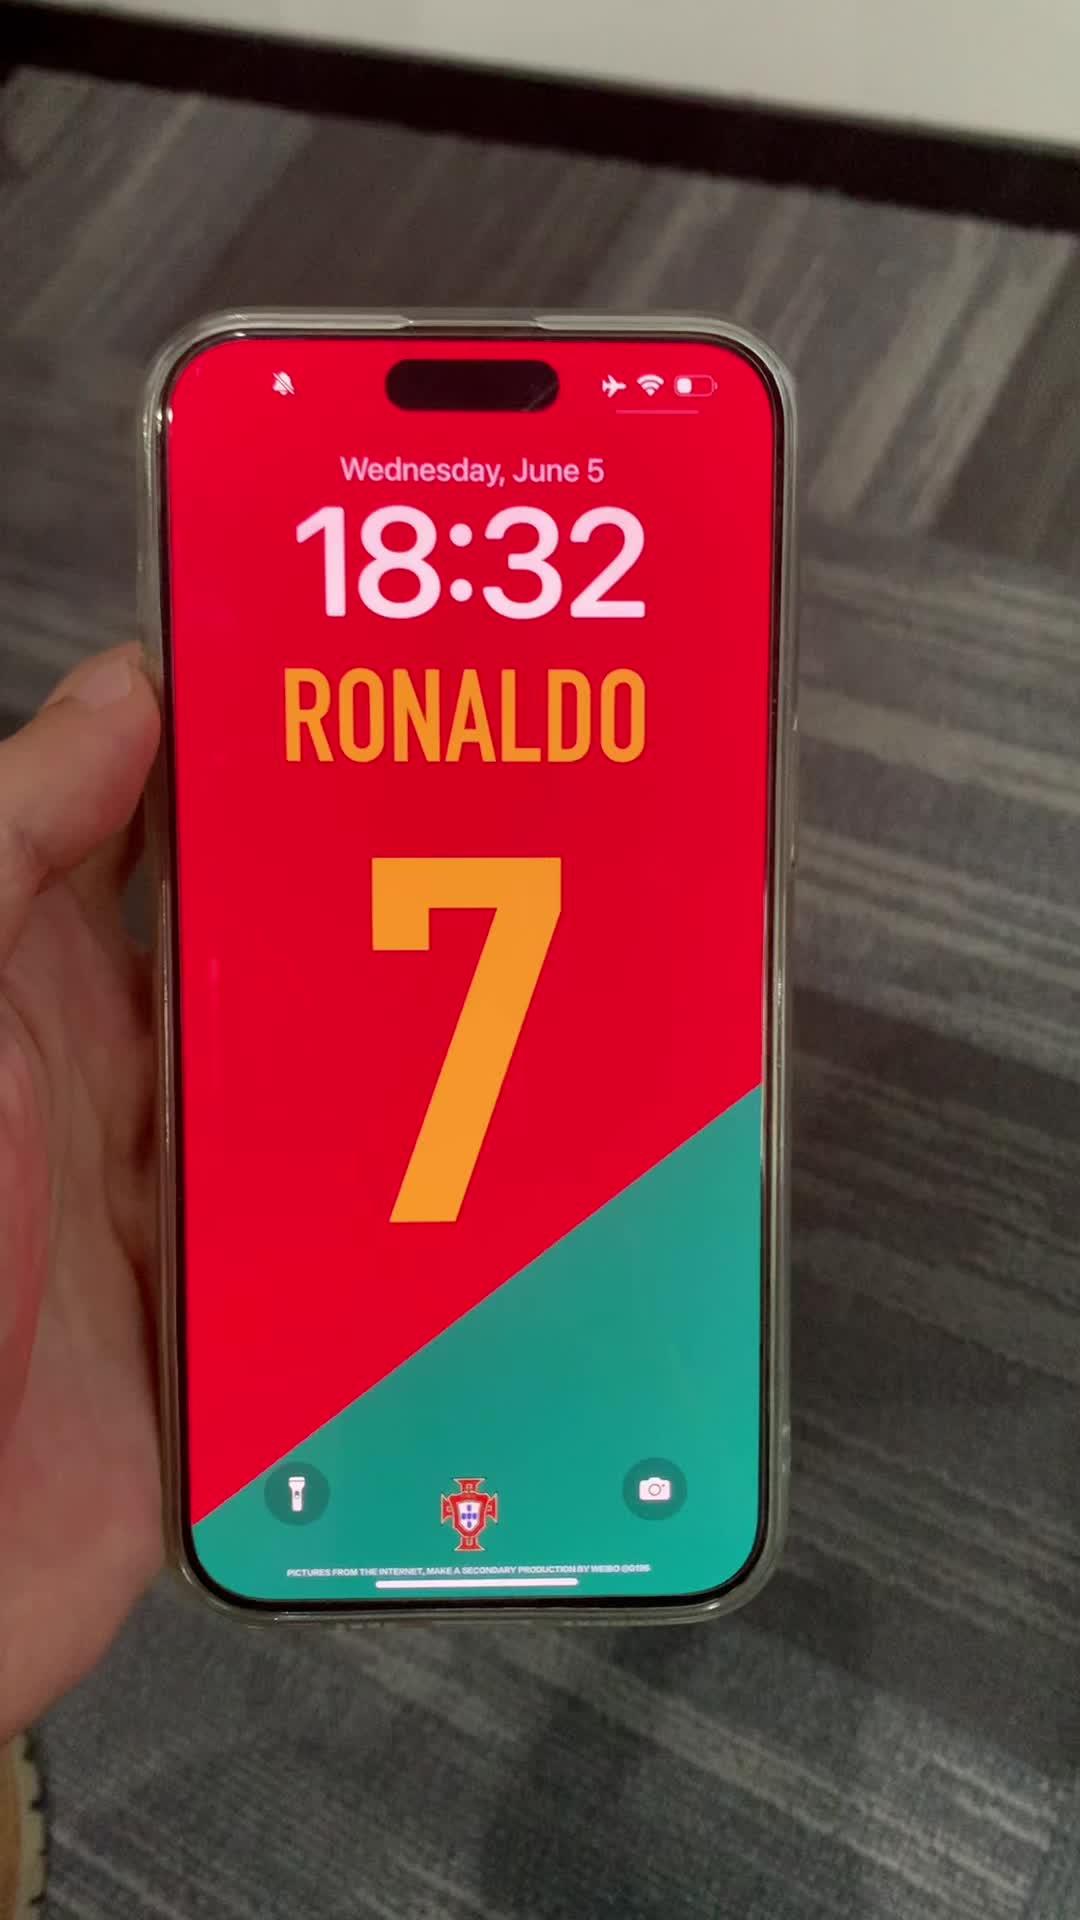 Wednesday, June 5
18:32
RONALDO
7
PICTURES FROM THE INTERNET, MAKE A SECONDARY PRODUCTION BY WEIBO